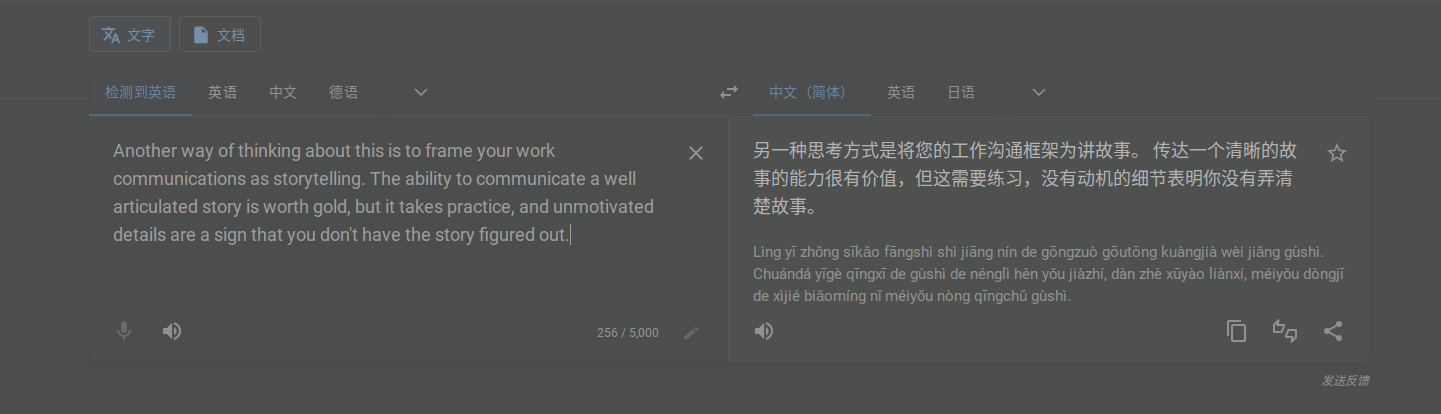 文字 文档
检测到英语 英语 中文 德语 中文（简体） 英语 日语
Another way of thinking about this is to frame your work
communications as storytelling. The ability to communicate a well
articulated story is worth gold, but it takes practice, and unmotivated
details are a sign that you don't have the story figured out.
256 / 5,000
另一种思考方式是将您的工作沟通框架为讲故事。 传达一个清晰的故
事的能力很有价值，但这需要练习，没有动机的细节表明你没有弄清
楚故事。
Lìng yī zhǒng sīkǎo fāngshì shì jiāng nín de gōngzuò gōutōng kuàngjià wèi jiǎng gùshì.
Chuándá yīgè qīngxī de gùshì de nénglì hěn yǒu jiàzhí, dàn zhè xūyào liànxí, méiyǒu dòngjī
de xìjié biǎomíng nǐ méiyǒu nòng qīngchǔ gùshì.
发送反馈